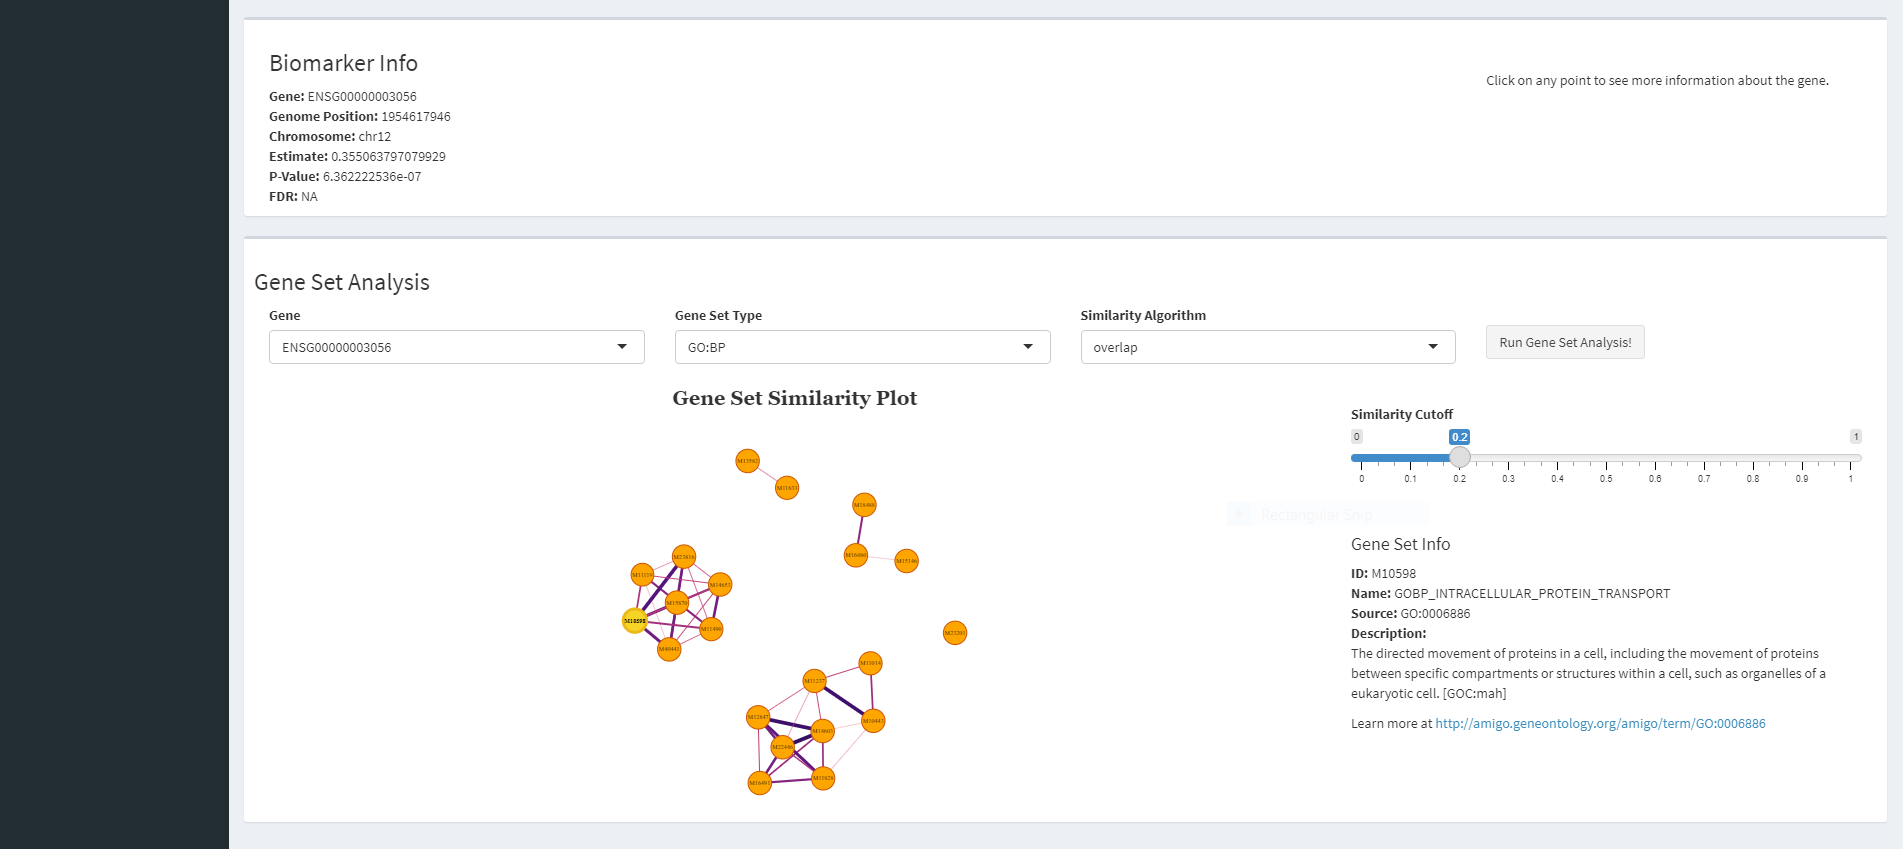 Biomarker Info
Gene: ENSG00000003056
Genome Position: 1954617946
Chromosome: chr12
Estimate: 0.355063797079929
P-Value: 6.362222536e-07
FDR: NA
Click on any point to see more information about the gene.
Gene Set Analysis
Gene
ENSG00000003056
Gene Set Type
GO:BP
Similarity Algorithm
overlap
Run Gene Set Analysis!
Gene Set Similarity Plot
M10598
Similarity Cutoff
0 0.2 1
0 0.1 0.2 0.3 0.4 0.5 0.6 0.7 0.8 0.9 1
Rectangular Snip
Gene Set Info
ID: M10598
Name: GOBP_INTRACELLULAR_PROTEIN_TRANSPORT
Source: GO:0006886
Description:
The directed movement of proteins in a cell, including the movement of proteins
between specific compartments or structures within a cell, such as organelles of a
eukaryotic cell. [GOC:mah]
Learn more at http://amigo.geneontology.org/amigo/term/GO:0006886